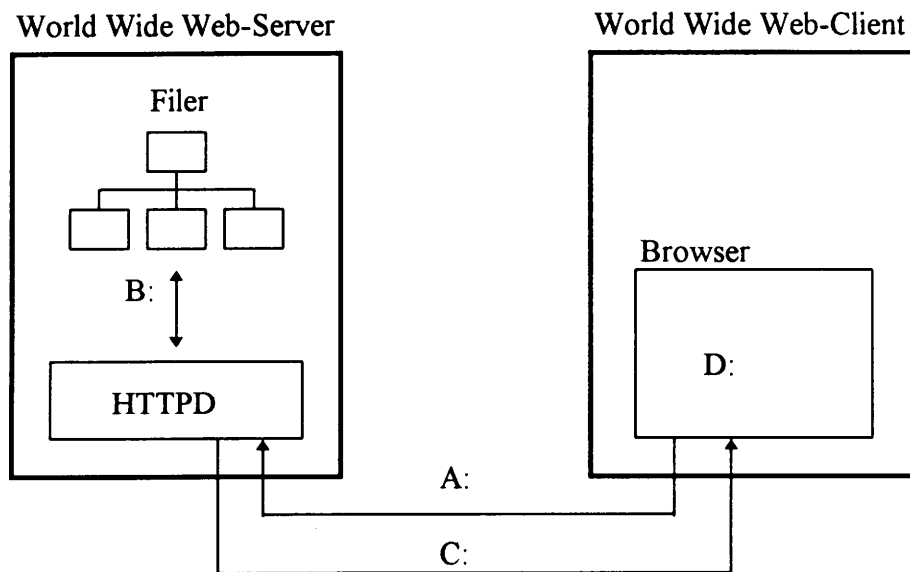 World Wide Web-Server
World Wide Web-Client
Filer
Browser
B:
D:
HTTPD
A:
C: